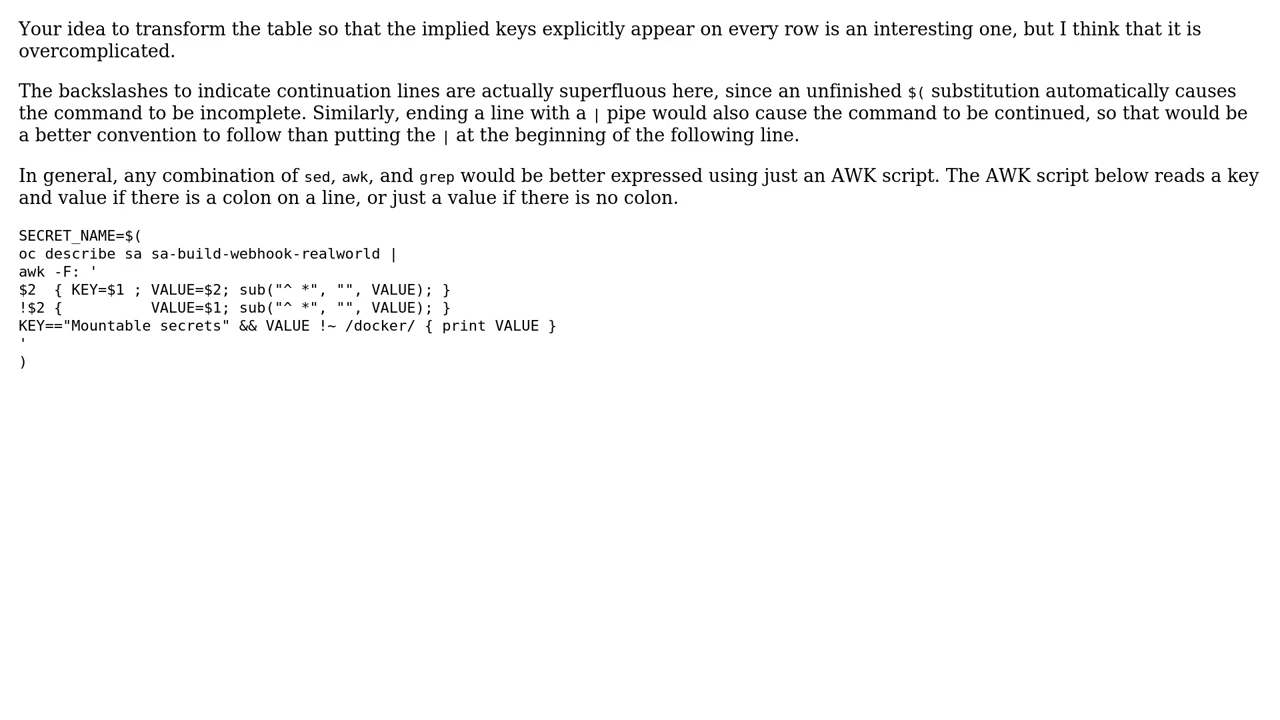 Your idea to transform the table so that the implied keys explicitly appear on every row is an interesting one, but I think that it is
overcomplicated.
The backslashes to indicate continuation lines are actually superfluous here, since an unfinished $( substitution automatically causes
the command to be incomplete. Similarly, ending a line with a | pipe would also cause the command to be continued, so that would be
a better convention to follow than putting the | at the beginning of the following line.
In general, any combination of sed, awk, and grep would be better expressed using just an AWK script. The AWK script below reads a key
and value if there is a colon on a line, or just a value if there is no colon.
SECRET_NAME=$(
oc describe sa sa-build-webhook-realworld |
awk -F: '
$2  { KEY=$1 ; VALUE=$2; sub("^ *", "", VALUE); }
!$2 {          VALUE=$1; sub("^ *", "", VALUE); }
KEY=="Mountable secrets" && VALUE !~ /docker/ { print VALUE }
'
)